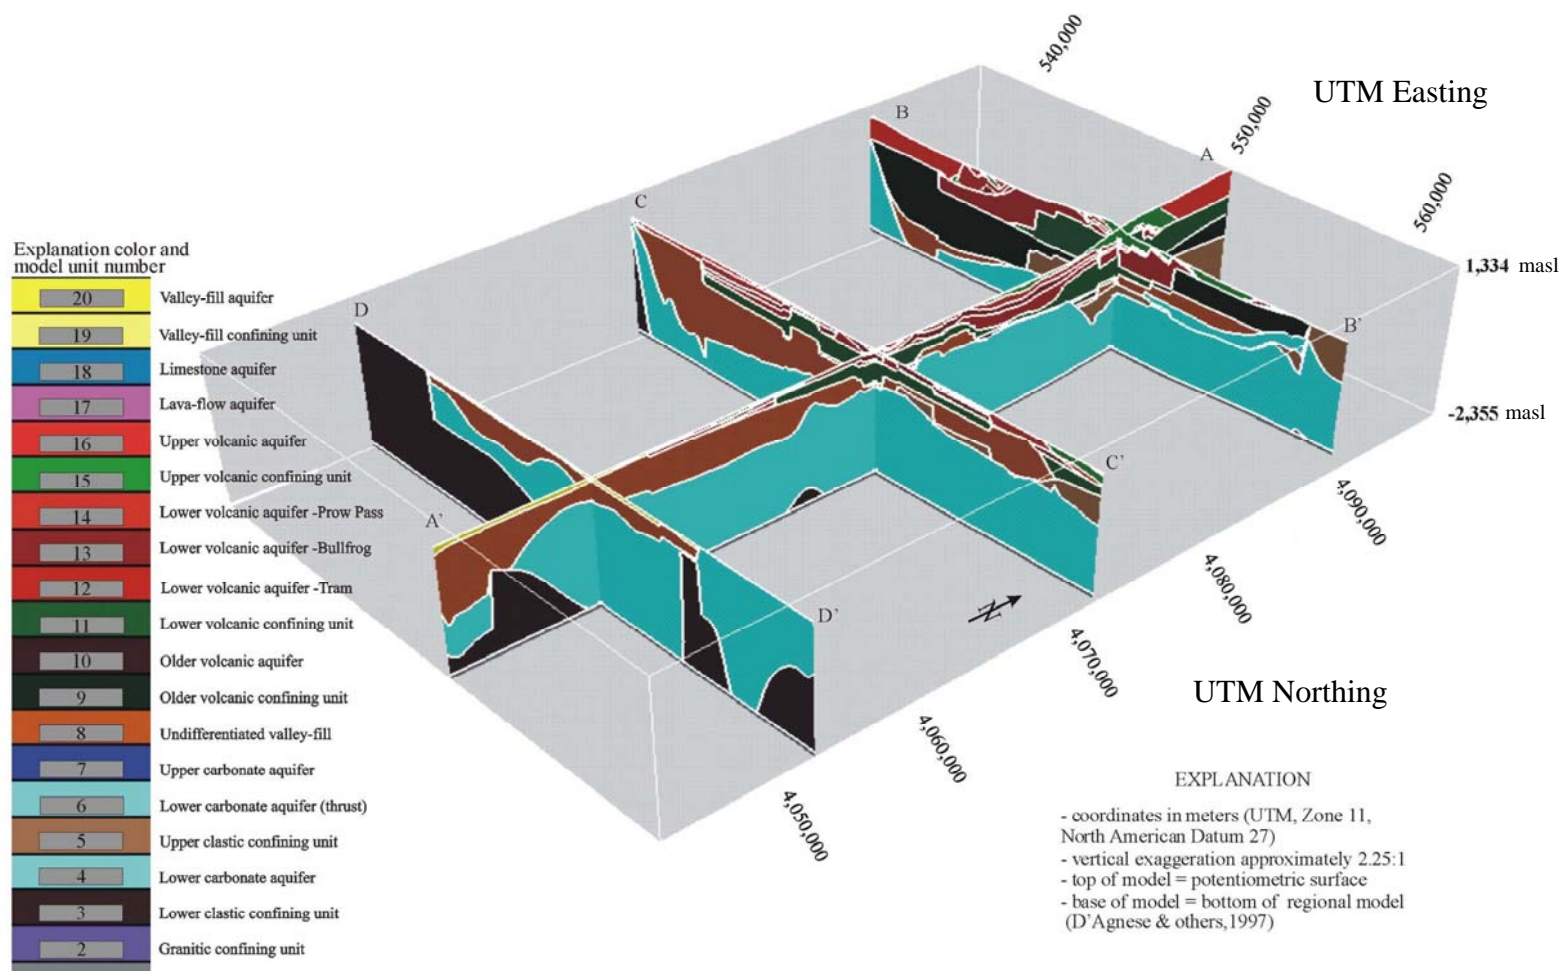 540,000
UTM Easting
B
550,000
A
560,000
C
Explanation color and
model unit number
1,334 masl
20 Valley-fill aquifer
D
B'
19 Valley-fill confining unit
18 Limestone aquifer
17 Lava-flow aquifer
-2,355 masl
16 Upper volcanic aquifer
C'
15 Upper volcanic confining unit
4,090,000
14 Lower volcanic aquifer -Prow Pass
A'
13 Lower volcanic aquifer -Bullfrog
4,080,000
12 Lower volcanic aquifer -Tram
N
11 Lower volcanic confining unit
D'
4,070,000
10 Older volcanic aquifer
9 Older volcanic confining unit
UTM Northing
8 Undifferentiated valley-fill
4,060,000
7 Upper carbonate aquifer
6 Lower carbonate aquifer (thrust)
4,050,000
5 Upper clastic confining unit
4 Lower carbonate aquifer
3 Lower clastic confining unit
2 Granitic confining unit
EXPLANATION
- coordinates in meters (UTM, Zone 11,
North American Datum 27)
- vertical exaggeration approximately 2.25:1
- top of model = potentiometric surface
- base of model = bottom of regional model
(D'Agnese & others,1997)